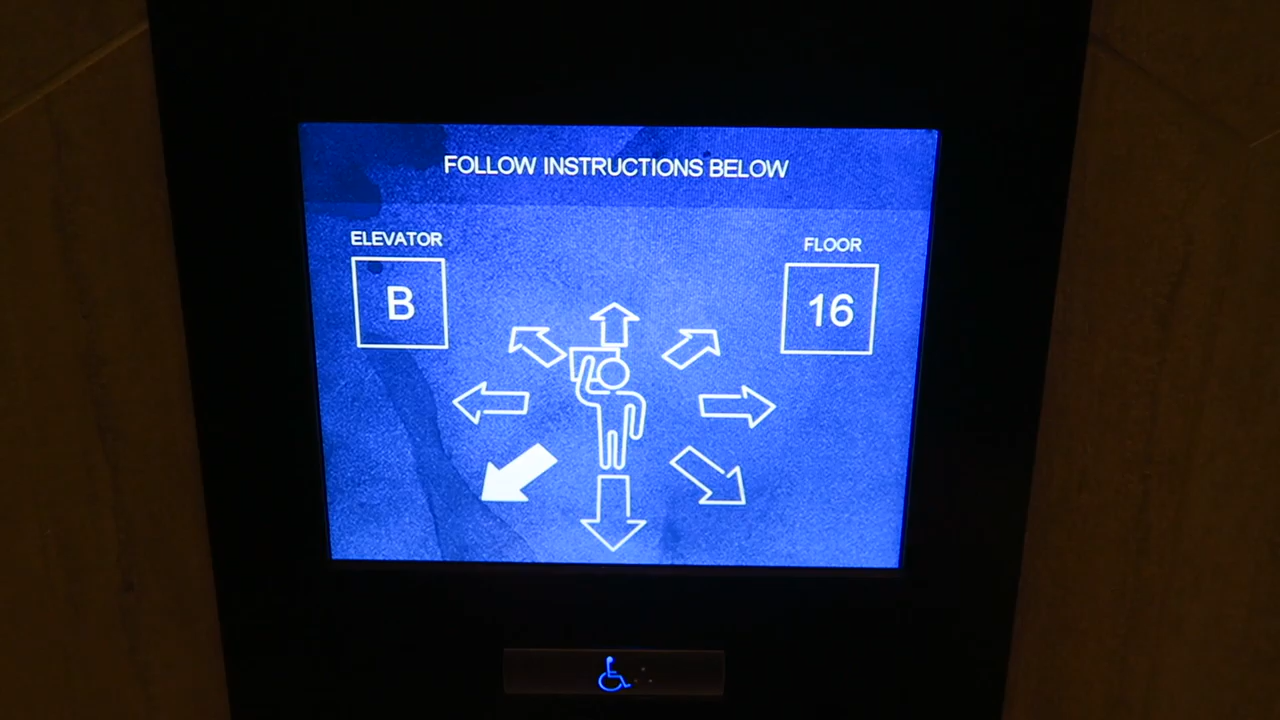 FOLLOW INSTRUCTIONS BELOW
ELEVATOR
FLOOR
B
16